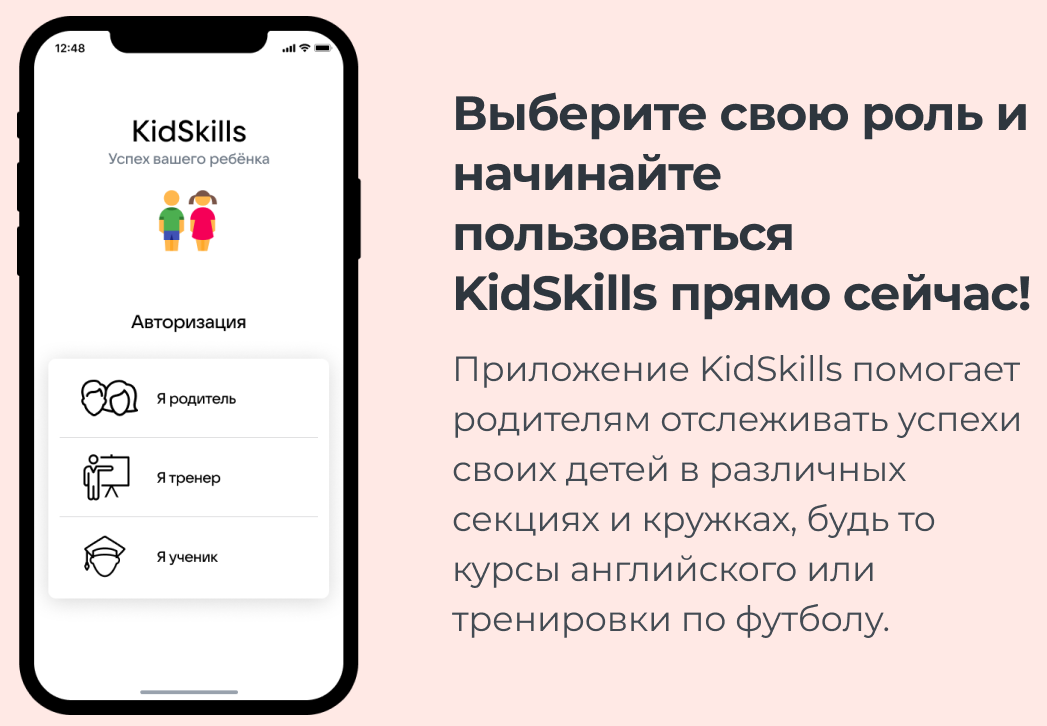 12:48
KidSkills
Успех вашего ребёнка
Авторизация
Я родитель
Я тренер
Я ученик
Выберите свою роль и
начинайте
пользоваться
KidSkills прямо сейчас!
Приложение KidSkills помогает
родителям отслеживать успехи
своих детей в различных
секциях и кружках, будь то
курсы английского или
тренировки по футболу.